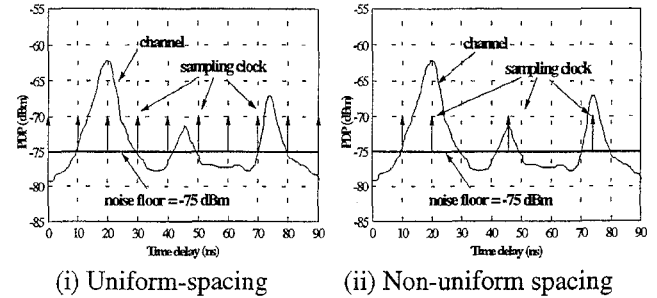 -55
-60
-65
-70
-75
-80
-85
PDP (dBm)
channel
sampling clock
noise floor = -75 dBm
0 10 20 30 40 50 60 70 80 90
Time delay (ns)
(i) Uniform-spacing
-55
-60
-65
-70
-75
-80
-85
PDP (dBm)
channel
sampling clock
noise floor = -75 dBm
0 10 20 30 40 50 60 70 80 90
Time delay (ns)
(ii) Non-uniform spacing